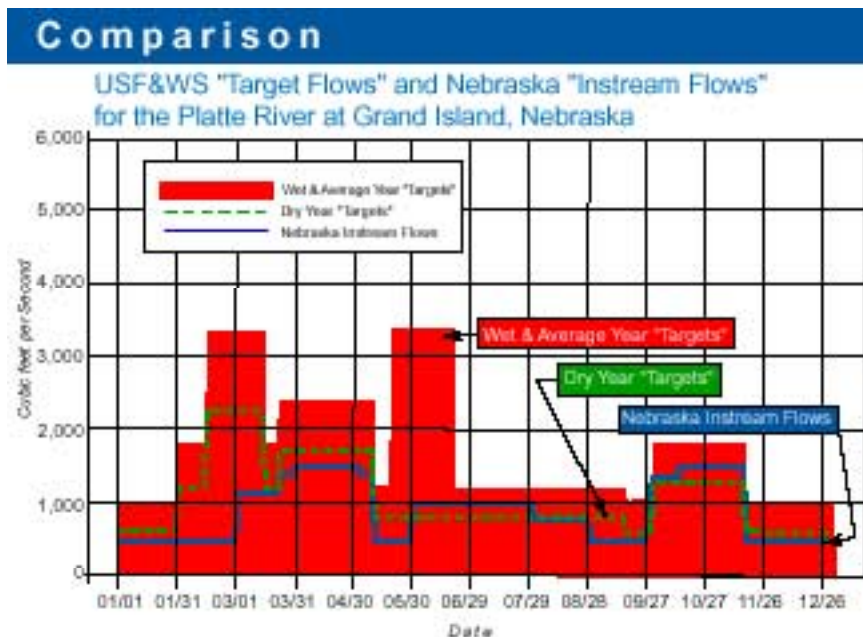 Comparison
USF&WS "Target Flows" and Nebraska "Instream Flows"
for the Platte River at Grand Island, Nebraska
6,000
5,000
4,000
3,000
2,000
1,000
0
Cubic feet per Second
Wet & Average Year "Targets"
Dry Year "Targets"
Nebraska Instream Flows
Wet & Average Year "Targets"
Dry Year "Targets"
Nebraska Instream Flows
01/01 01/31 03/01 03/31 04/30 05/30 06/29 07/29 08/28 09/27 10/27 11/26 12/26
Date